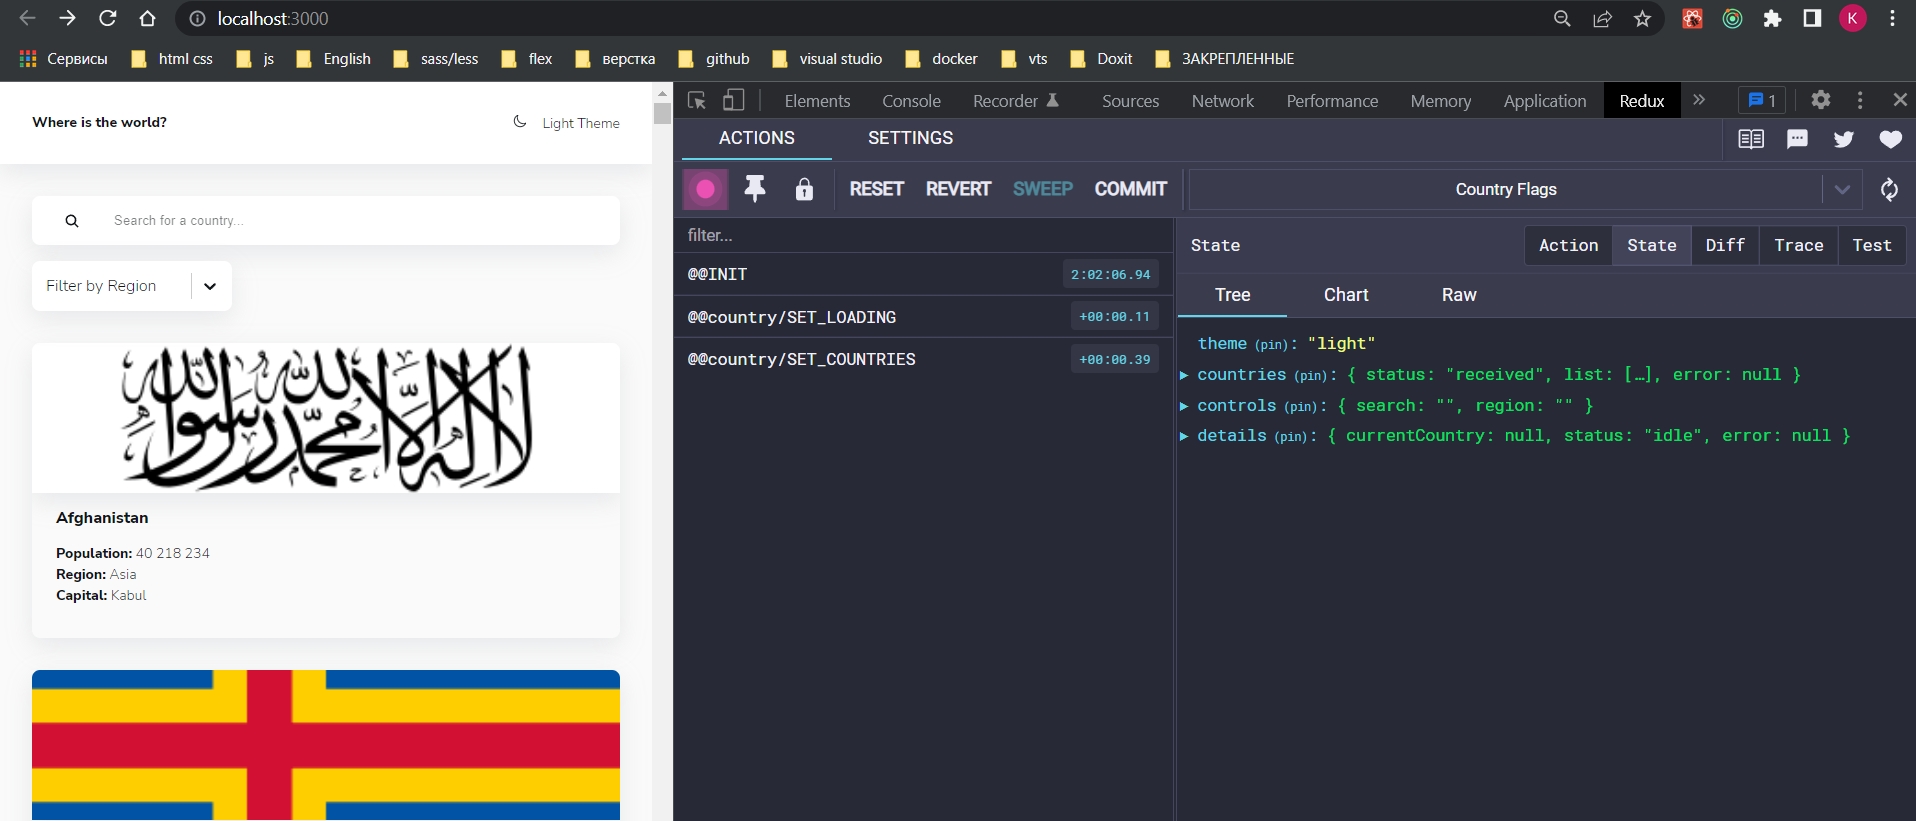 localhost:3000
K
Сервисы html css js English sass/less flex верстка github visual studio docker vts Doxit ЗАКРЕПЛЕННЫЕ
Where is the world?
Light Theme
Search for a country...
Filter by Region
Afghanistan
Population: 40 218 234
Region: Asia
Capital: Kabul
Elements Console Recorder Sources Network Performance Memory Application Redux » 1
ACTIONS SETTINGS
RESET REVERT SWEEP COMMIT Country Flags
filter...
@@INIT 2:02:06.94
@@country/SET_LOADING +00:00.11
@@country/SET_COUNTRIES +00:00.39
State Action State Diff Trace Test
Tree Chart Raw
theme (pin): "light"
countries (pin): { status: "received", list: […], error: null }
controls (pin): { search: "", region: "" }
details (pin): { currentCountry: null, status: "idle", error: null }